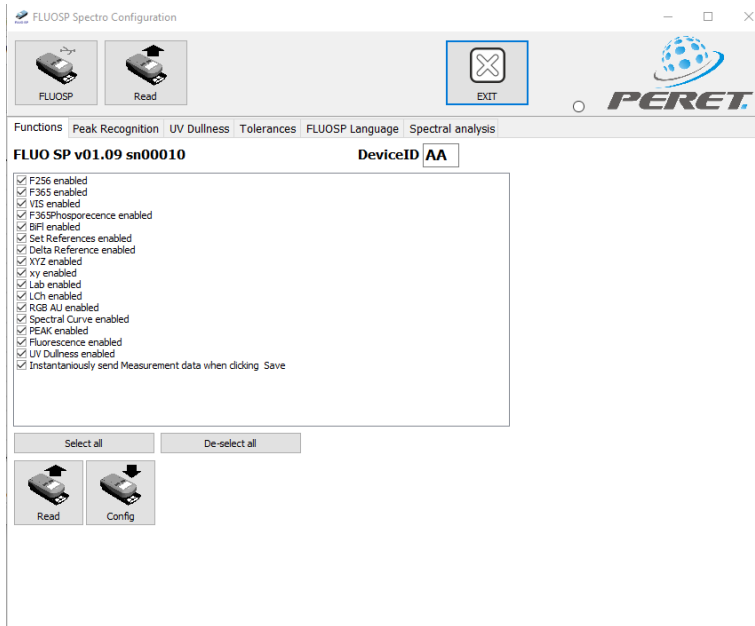 FLUOSP Spectro Configuration
FLUOSP
Read
EXIT
PERET.
Functions Peak Recognition UV Dullness Tolerances FLUOSP Language Spectral analysis
FLUO SP v01.09 sn00010 DeviceID AA
F256 enabled
F365 enabled
VIS enabled
F365Phosporecence enabled
BiFl enabled
Set References enabled
Delta Reference enabled
XYZ enabled
xy enabled
Lab enabled
LCh enabled
RGB AU enabled
Spectral Curve enabled
PEAK enabled
Fluorescence enabled
UV Dullness enabled
Instantaniously send Measurement data when clicking Save
Select all De-select all
Read Config